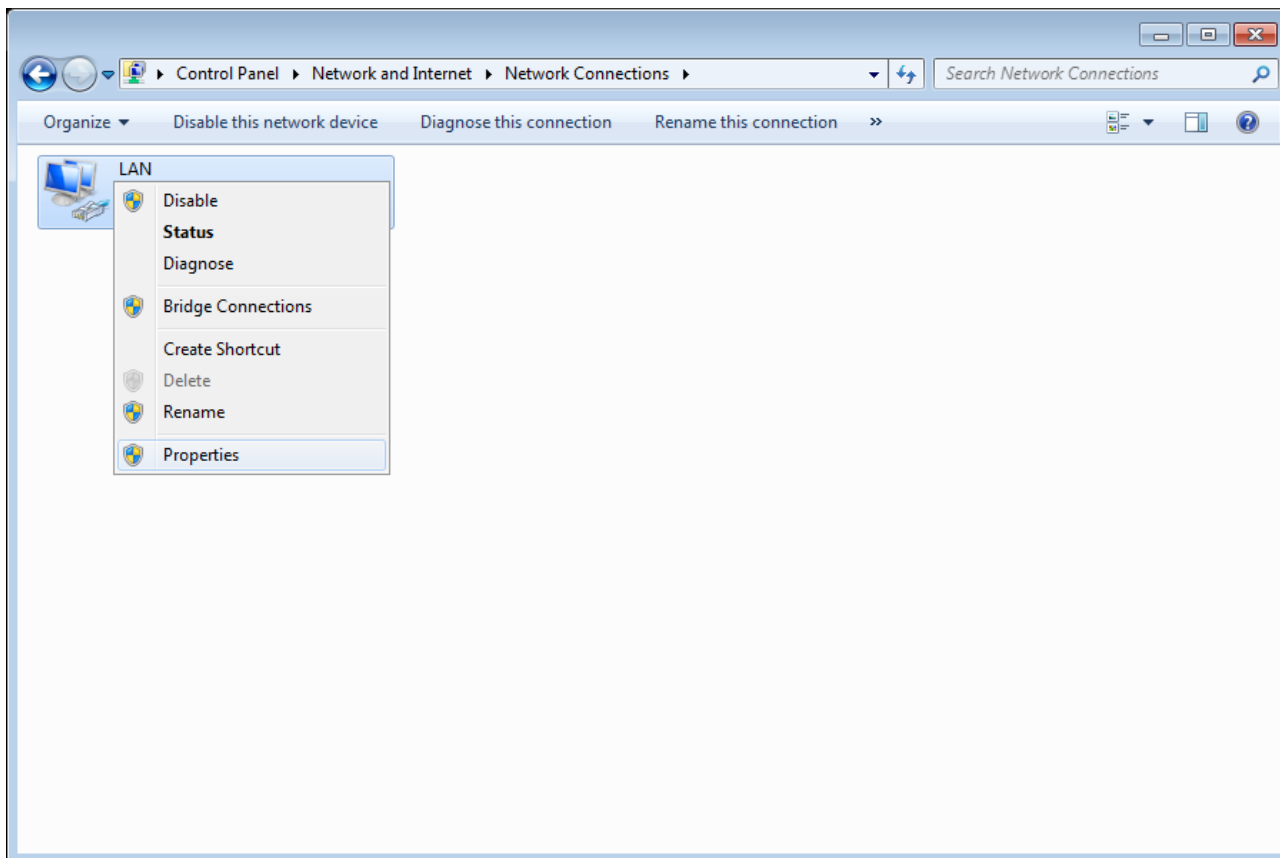 Control Panel Network and Internet Network Connections Search Network Connections
Organize Disable this network device Diagnose this connection Rename this connection »
LAN
Disable
Status
Diagnose
Bridge Connections
Create Shortcut
Delete
Rename
Properties